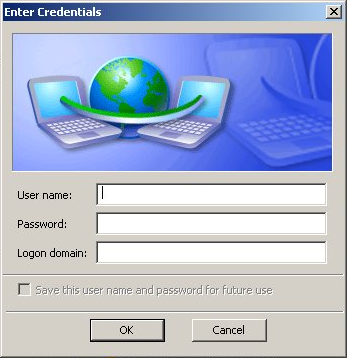 Enter Credentials
User name:
Password:
Logon domain:
Save this user name and password for future use
OK
Cancel